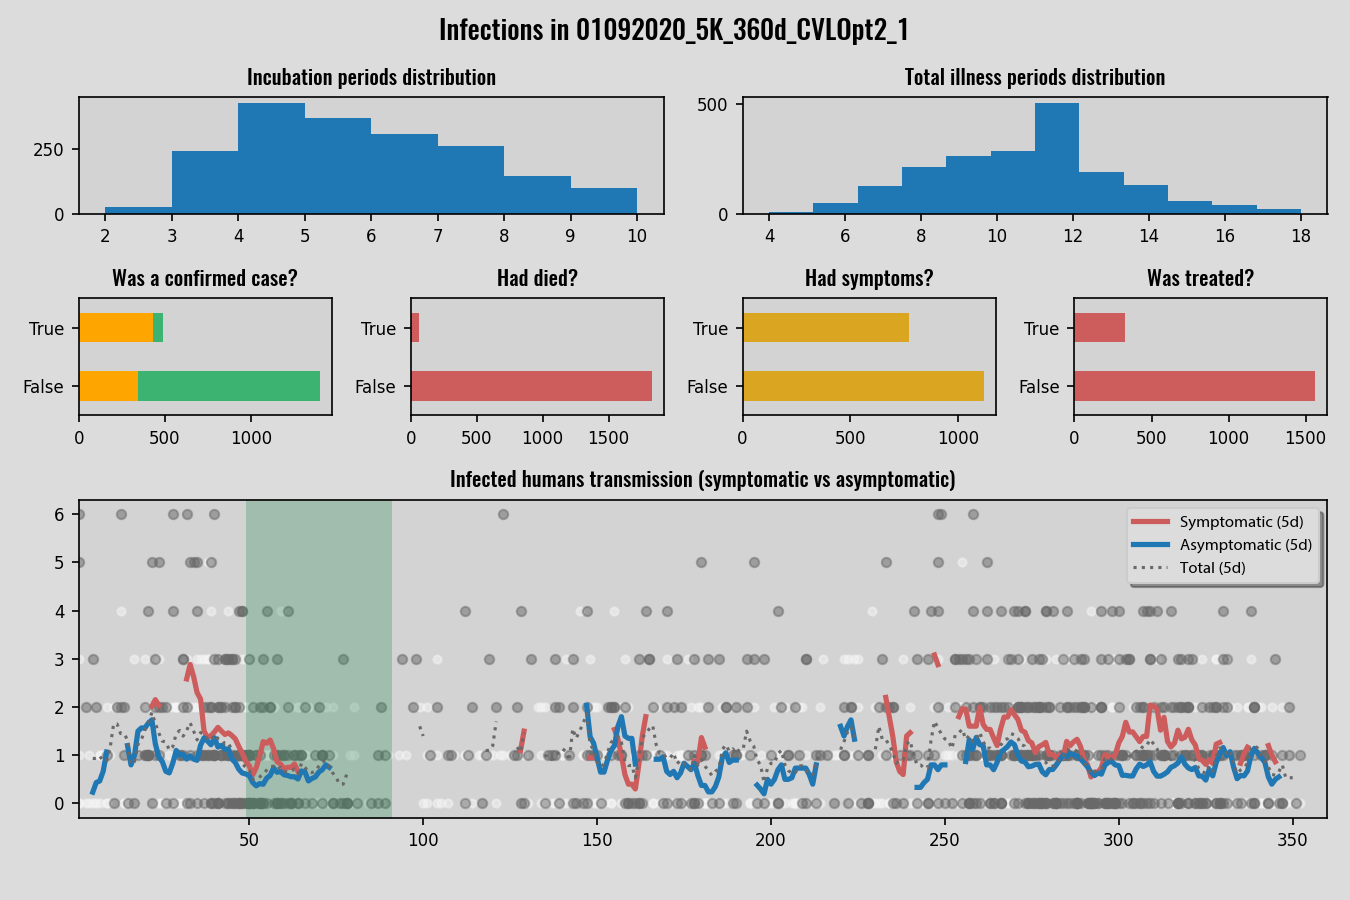 Infections in 01092020_5K_360d_CVLOpt2_1
Incubation periods distribution
250
0
2 3 4 5 6 7 8 9 10
Total illness periods distribution
500
0
4 6 8 10 12 14 16 18
Was a confirmed case?
True
False
0 500 1000
Had died?
True
False
0 500 1000 1500
Had symptoms?
True
False
0 500 1000
Was treated?
True
False
0 500 1000 1500
Infected humans transmission (symptomatic vs asymptomatic)
6
5
4
3
2
1
0
Symptomatic (5d)
Asymptomatic (5d)
Total (5d)
50 100 150 200 250 300 350